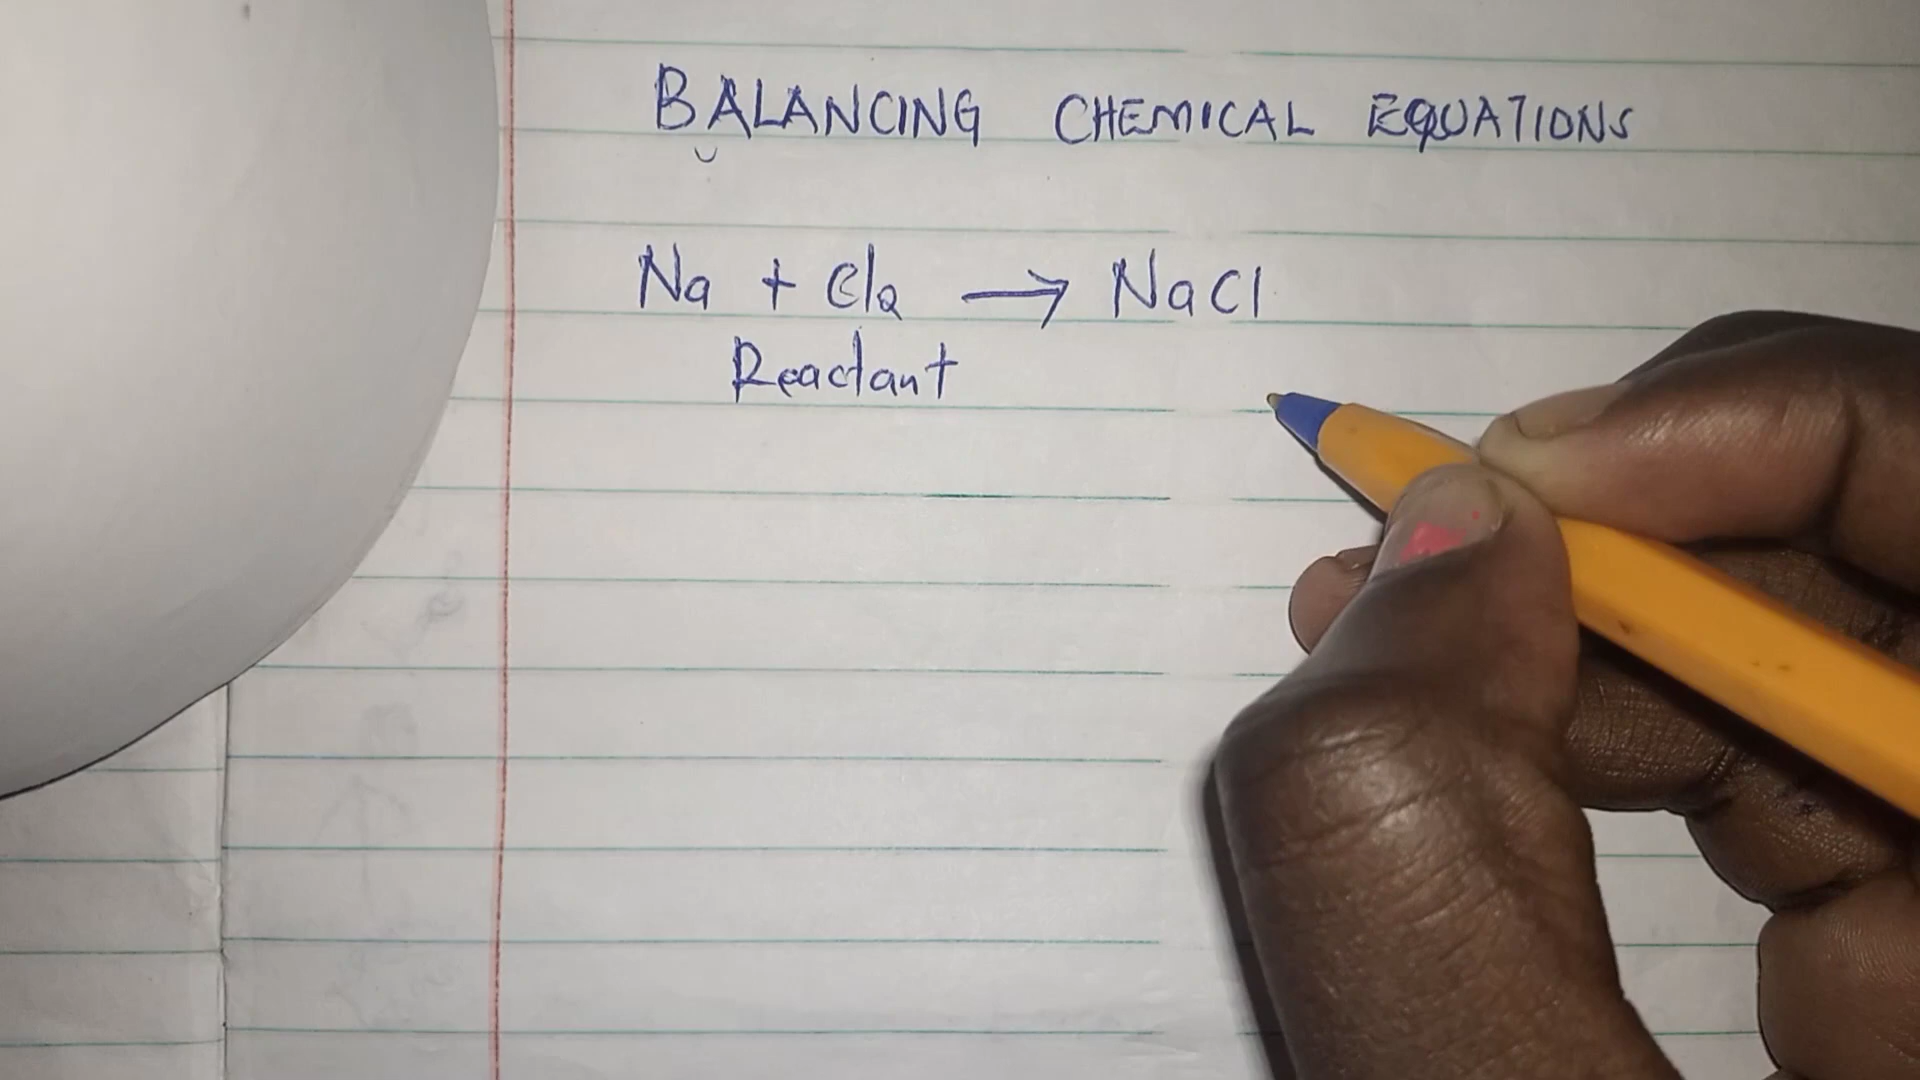 BALANCING CHEMICAL EQUATIONS
Na + Cl₂ → NaCl
Reactant